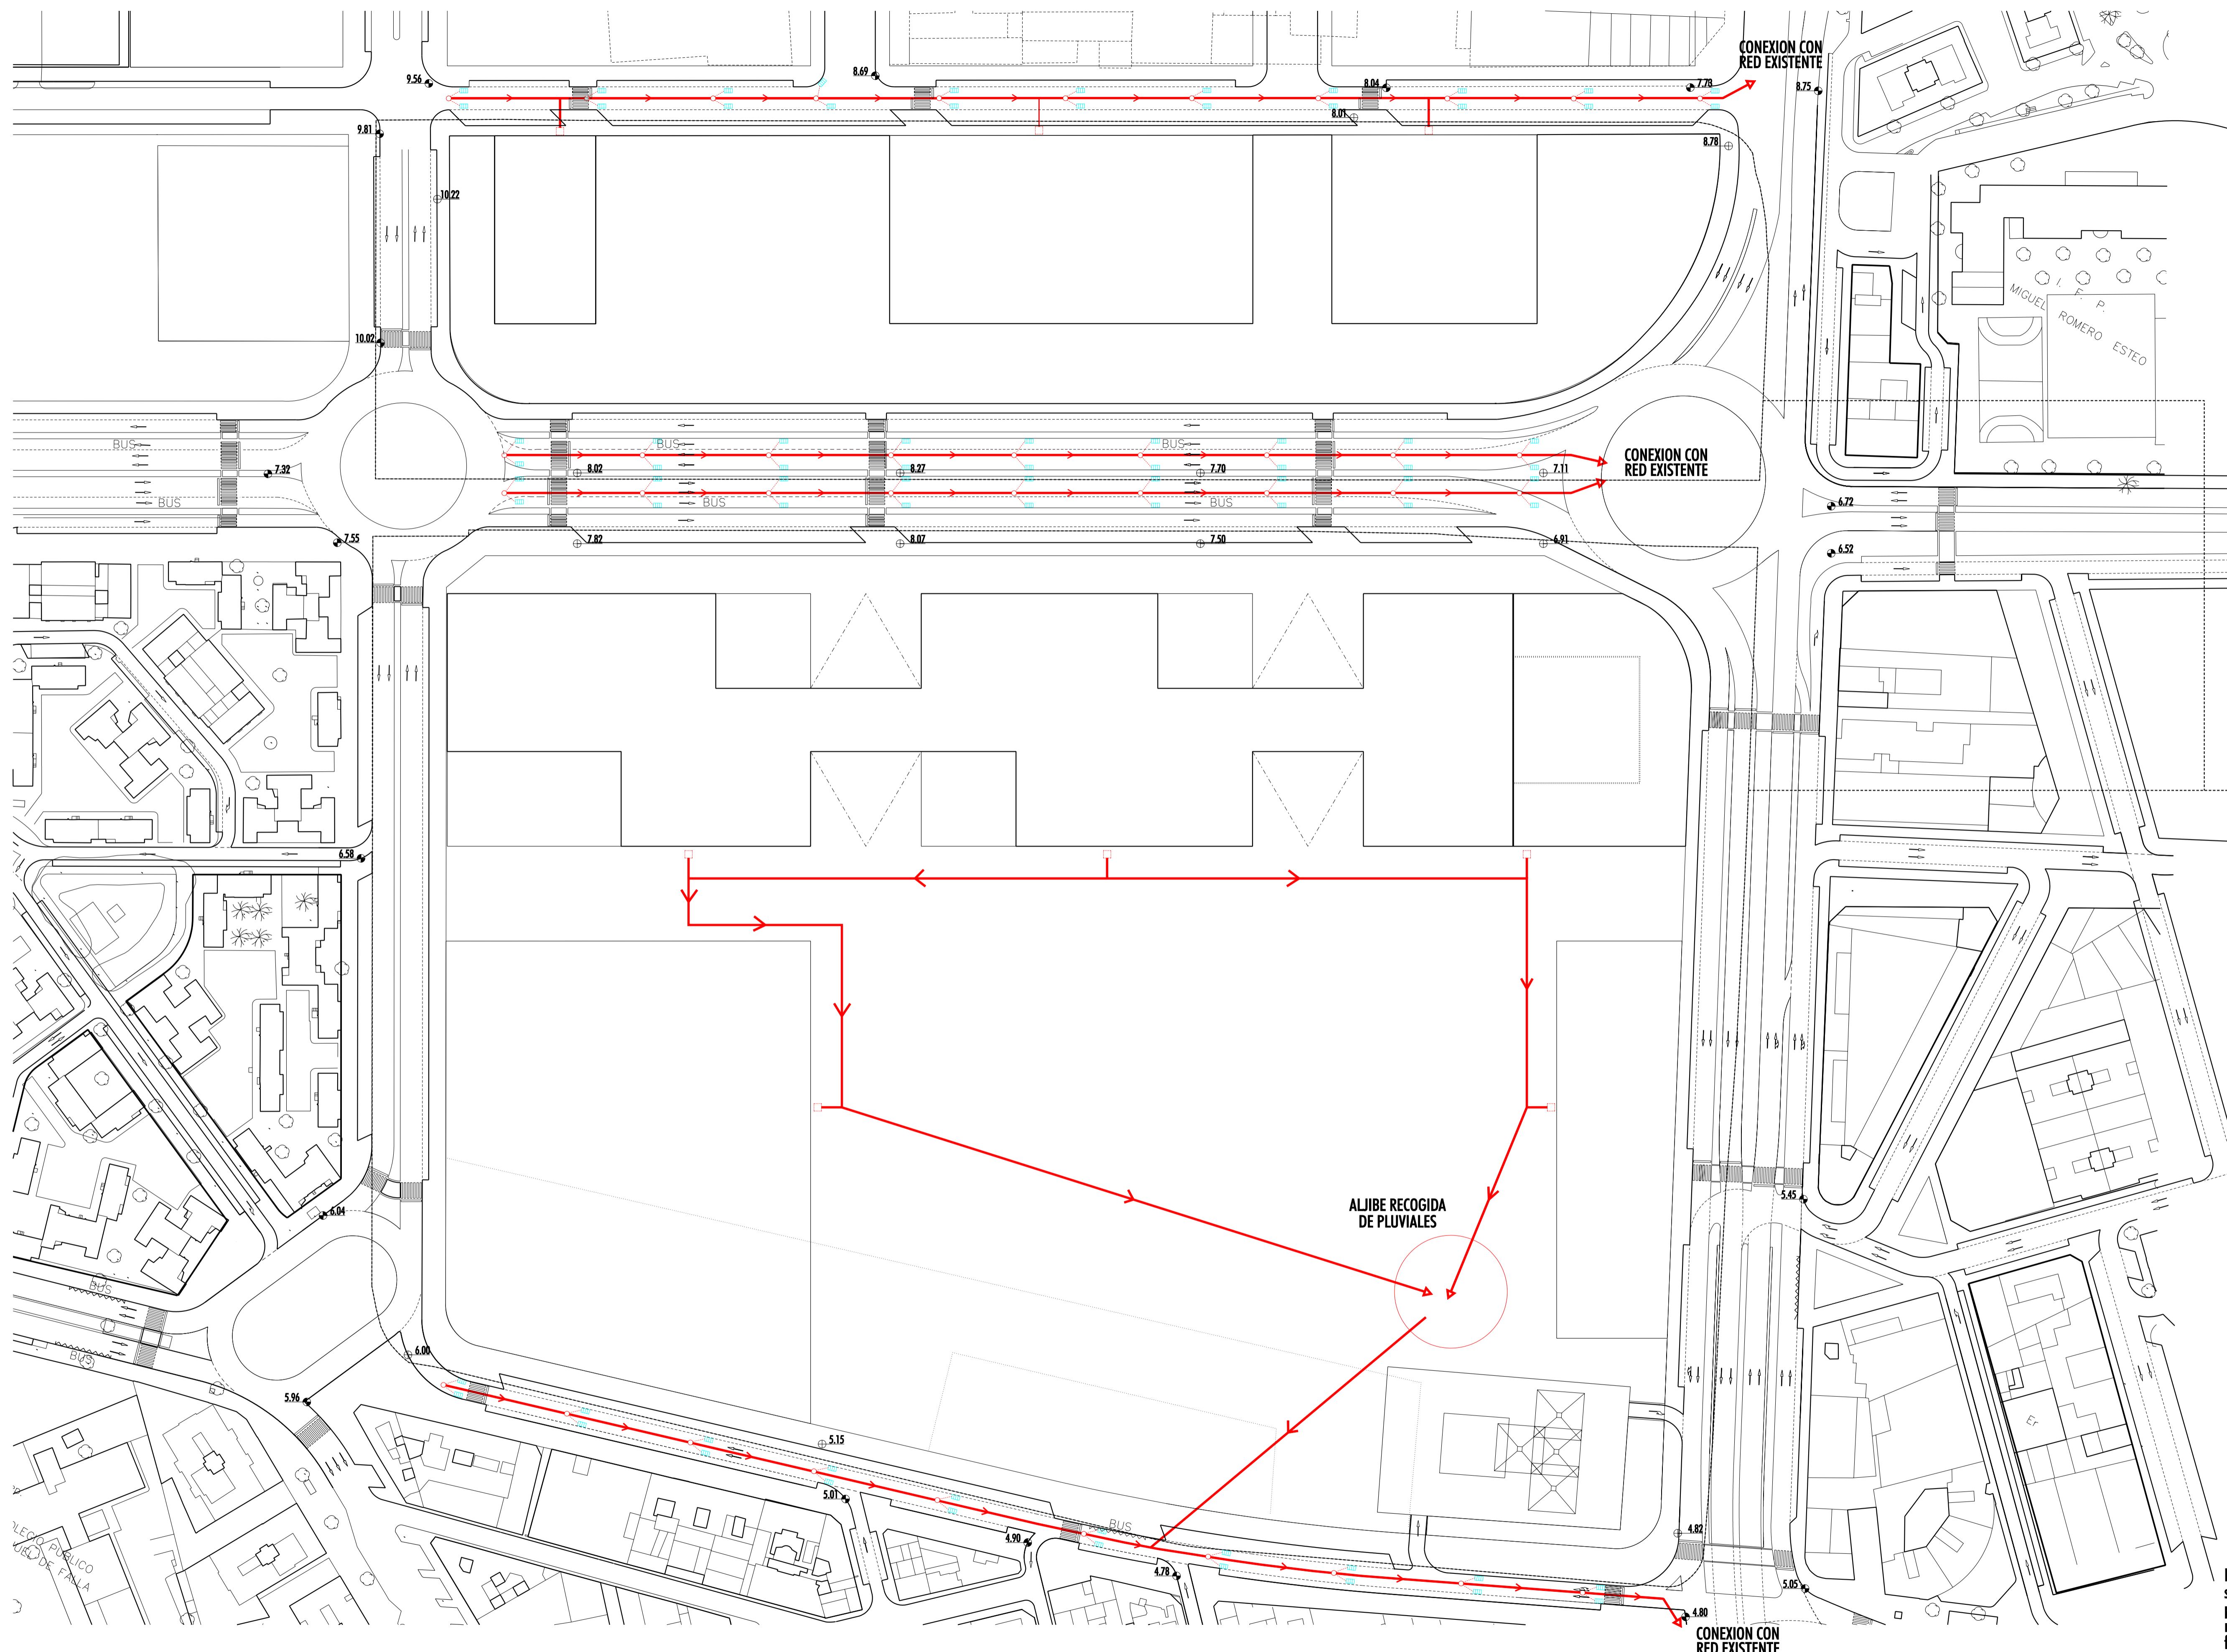 CONEXION CON
RED EXISTENTE
9.56
8.69
8.04
7.73
8.75
9.81
8.01
8.78
10.22
I. F. P.
MIGUEL ROMERO ESTEO
10.02
BUS
BUS
BUS
7.32
8.02
8.27
7.70
7.11
CONEXION CON
RED EXISTENTE
BUS
BUS
BUS
6.72
7.55
7.82
8.07
7.50
6.91
6.52
6.58
ALJIBE RECOGIDA
DE PLUVIALES
5.45
6.04
BUS
BUS
6.00
5.96
5.15
5.01
4.90
BUS
4.78
4.82
5.05
4.80
PUBLICO
DE FALLA
CONEXION CON
RED EXISTENTE